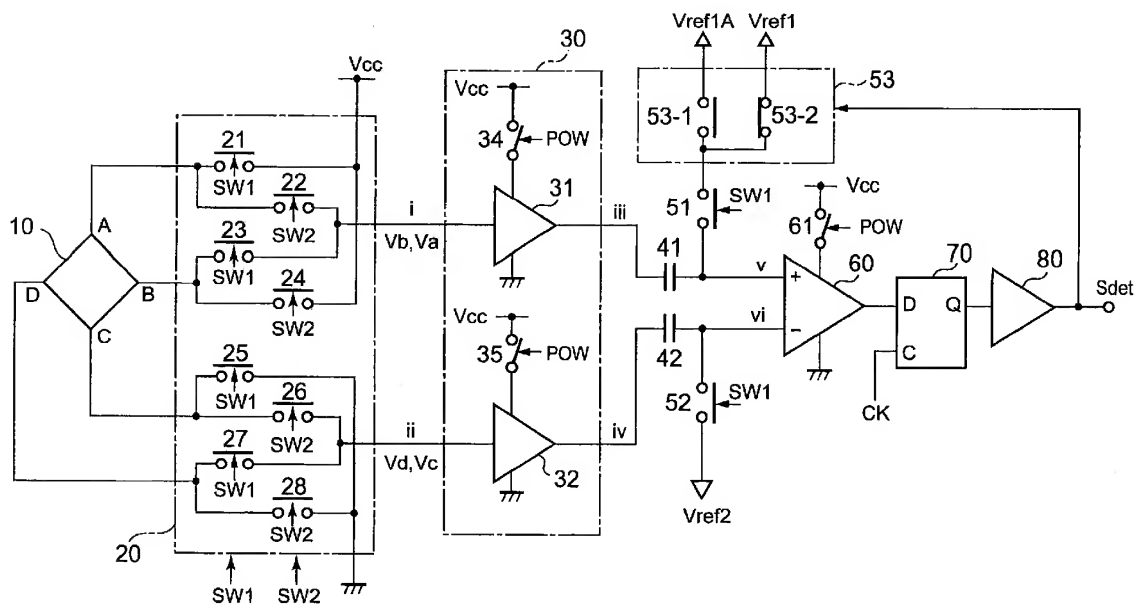 Vref1A Vref1
30
Vcc
Vcc
53
53-1 53-2
34 POW
21
SW1
22
SW2
31
51 SW1
Vcc
10
A
i
iii
41
61 POW
23
SW1
Vb,Va
v
60
70
80
D
B
24
SW2
+
D Q
Sdet
C
Vcc
vi
−
35 POW
42
C
25
SW1
26
SW2
52 SW1
CK
ii
iv
27
SW1
Vd,Vc
32
28
SW2
Vref2
20
SW1 SW2